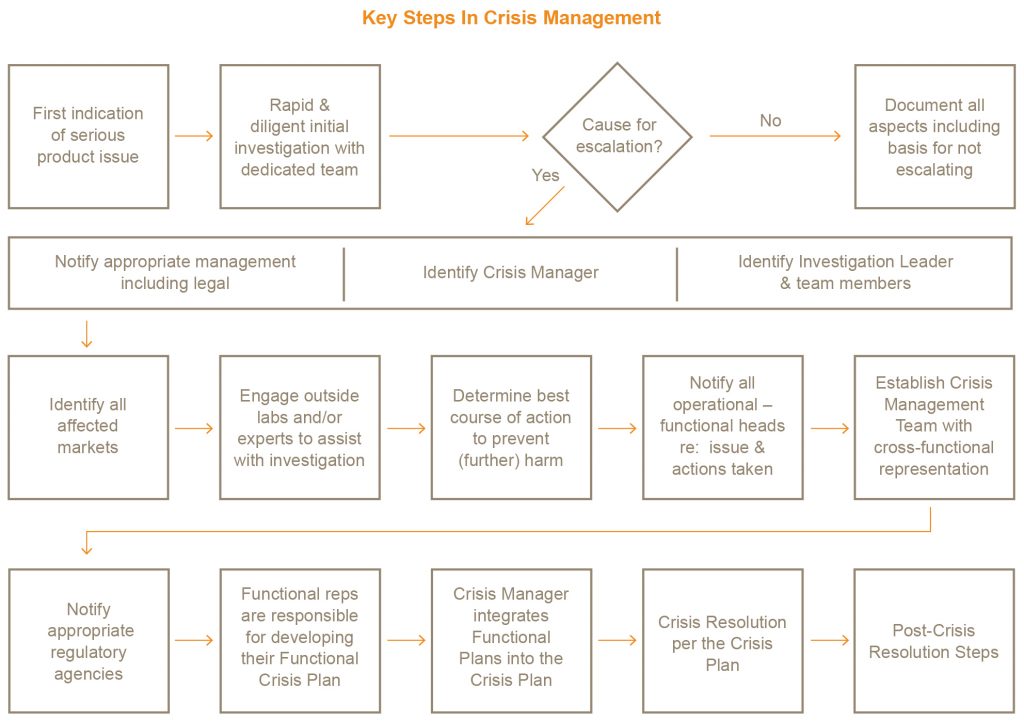 Key Steps In Crisis Management
First indication
of serious
product issue
Rapid &
diligent initial
investigation with
dedicated team
Cause for
escalation?
No
Document all
aspects including
basis for not
escalating
Yes
Notify appropriate management
including legal
Identify Crisis Manager
Identify Investigation Leader
& team members
Identify all
affected
markets
Engage outside
labs and/or
experts to assist
with investigation
Determine best
course of action
to prevent
(further) harm
Notify all
operational –
functional heads
re:  issue &
actions taken
Establish Crisis
Management
Team with
cross-functional
representation
Notify
appropriate
regulatory
agencies
Functional reps
are responsible
for developing
their Functional
Crisis Plan
Crisis Manager
integrates
Functional
Plans into the
Crisis Plan
Crisis Resolution
per the Crisis
Plan
Post-Crisis
Resolution Steps